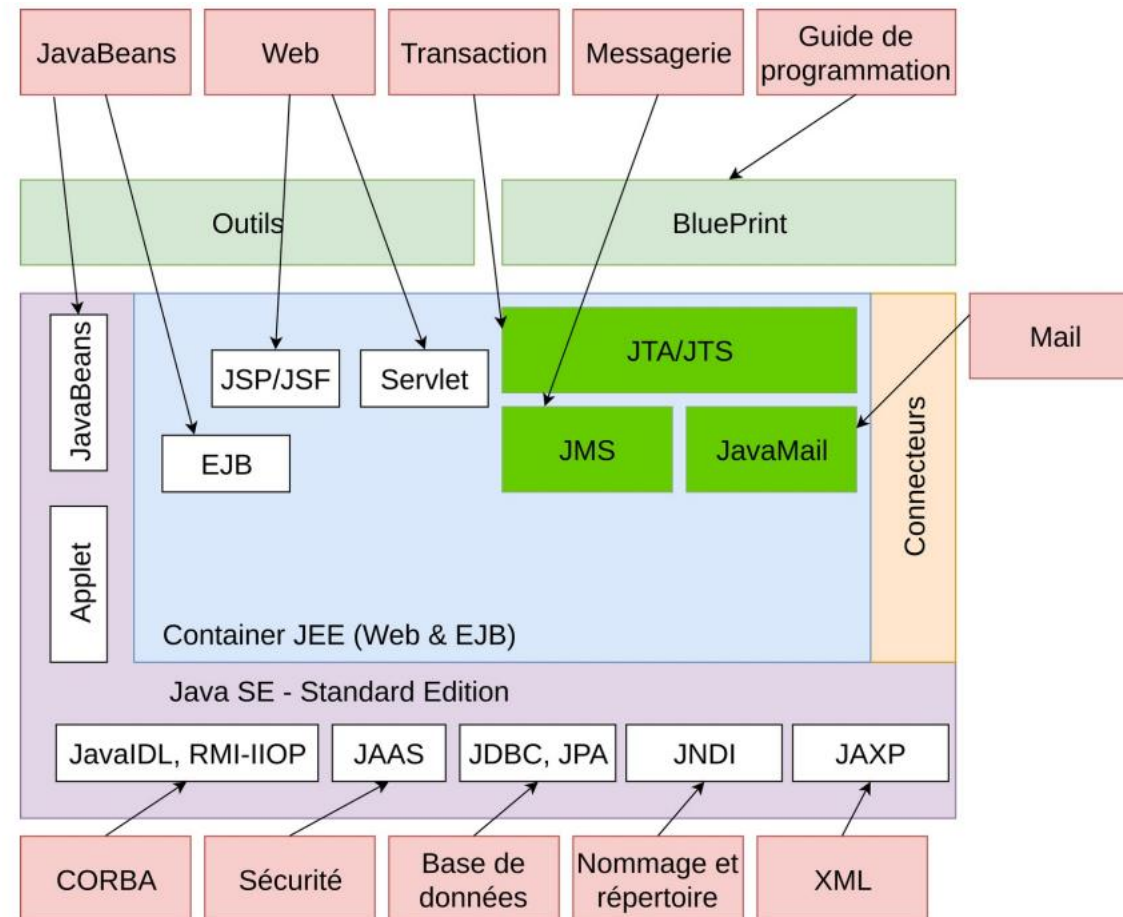 JavaBeans
Web
Transaction
Messagerie
Guide de
programmation
Outils
BluePrint
JavaBeans
JSP/JSF
Servlet
JTA/JTS
Mail
EJB
JMS
JavaMail
Connecteurs
Applet
Container JEE (Web & EJB)
Java SE - Standard Edition
JavaIDL, RMI-IIOP
JAAS
JDBC, JPA
JNDI
JAXP
CORBA
Sécurité
Base de
données
Nommage et
répertoire
XML